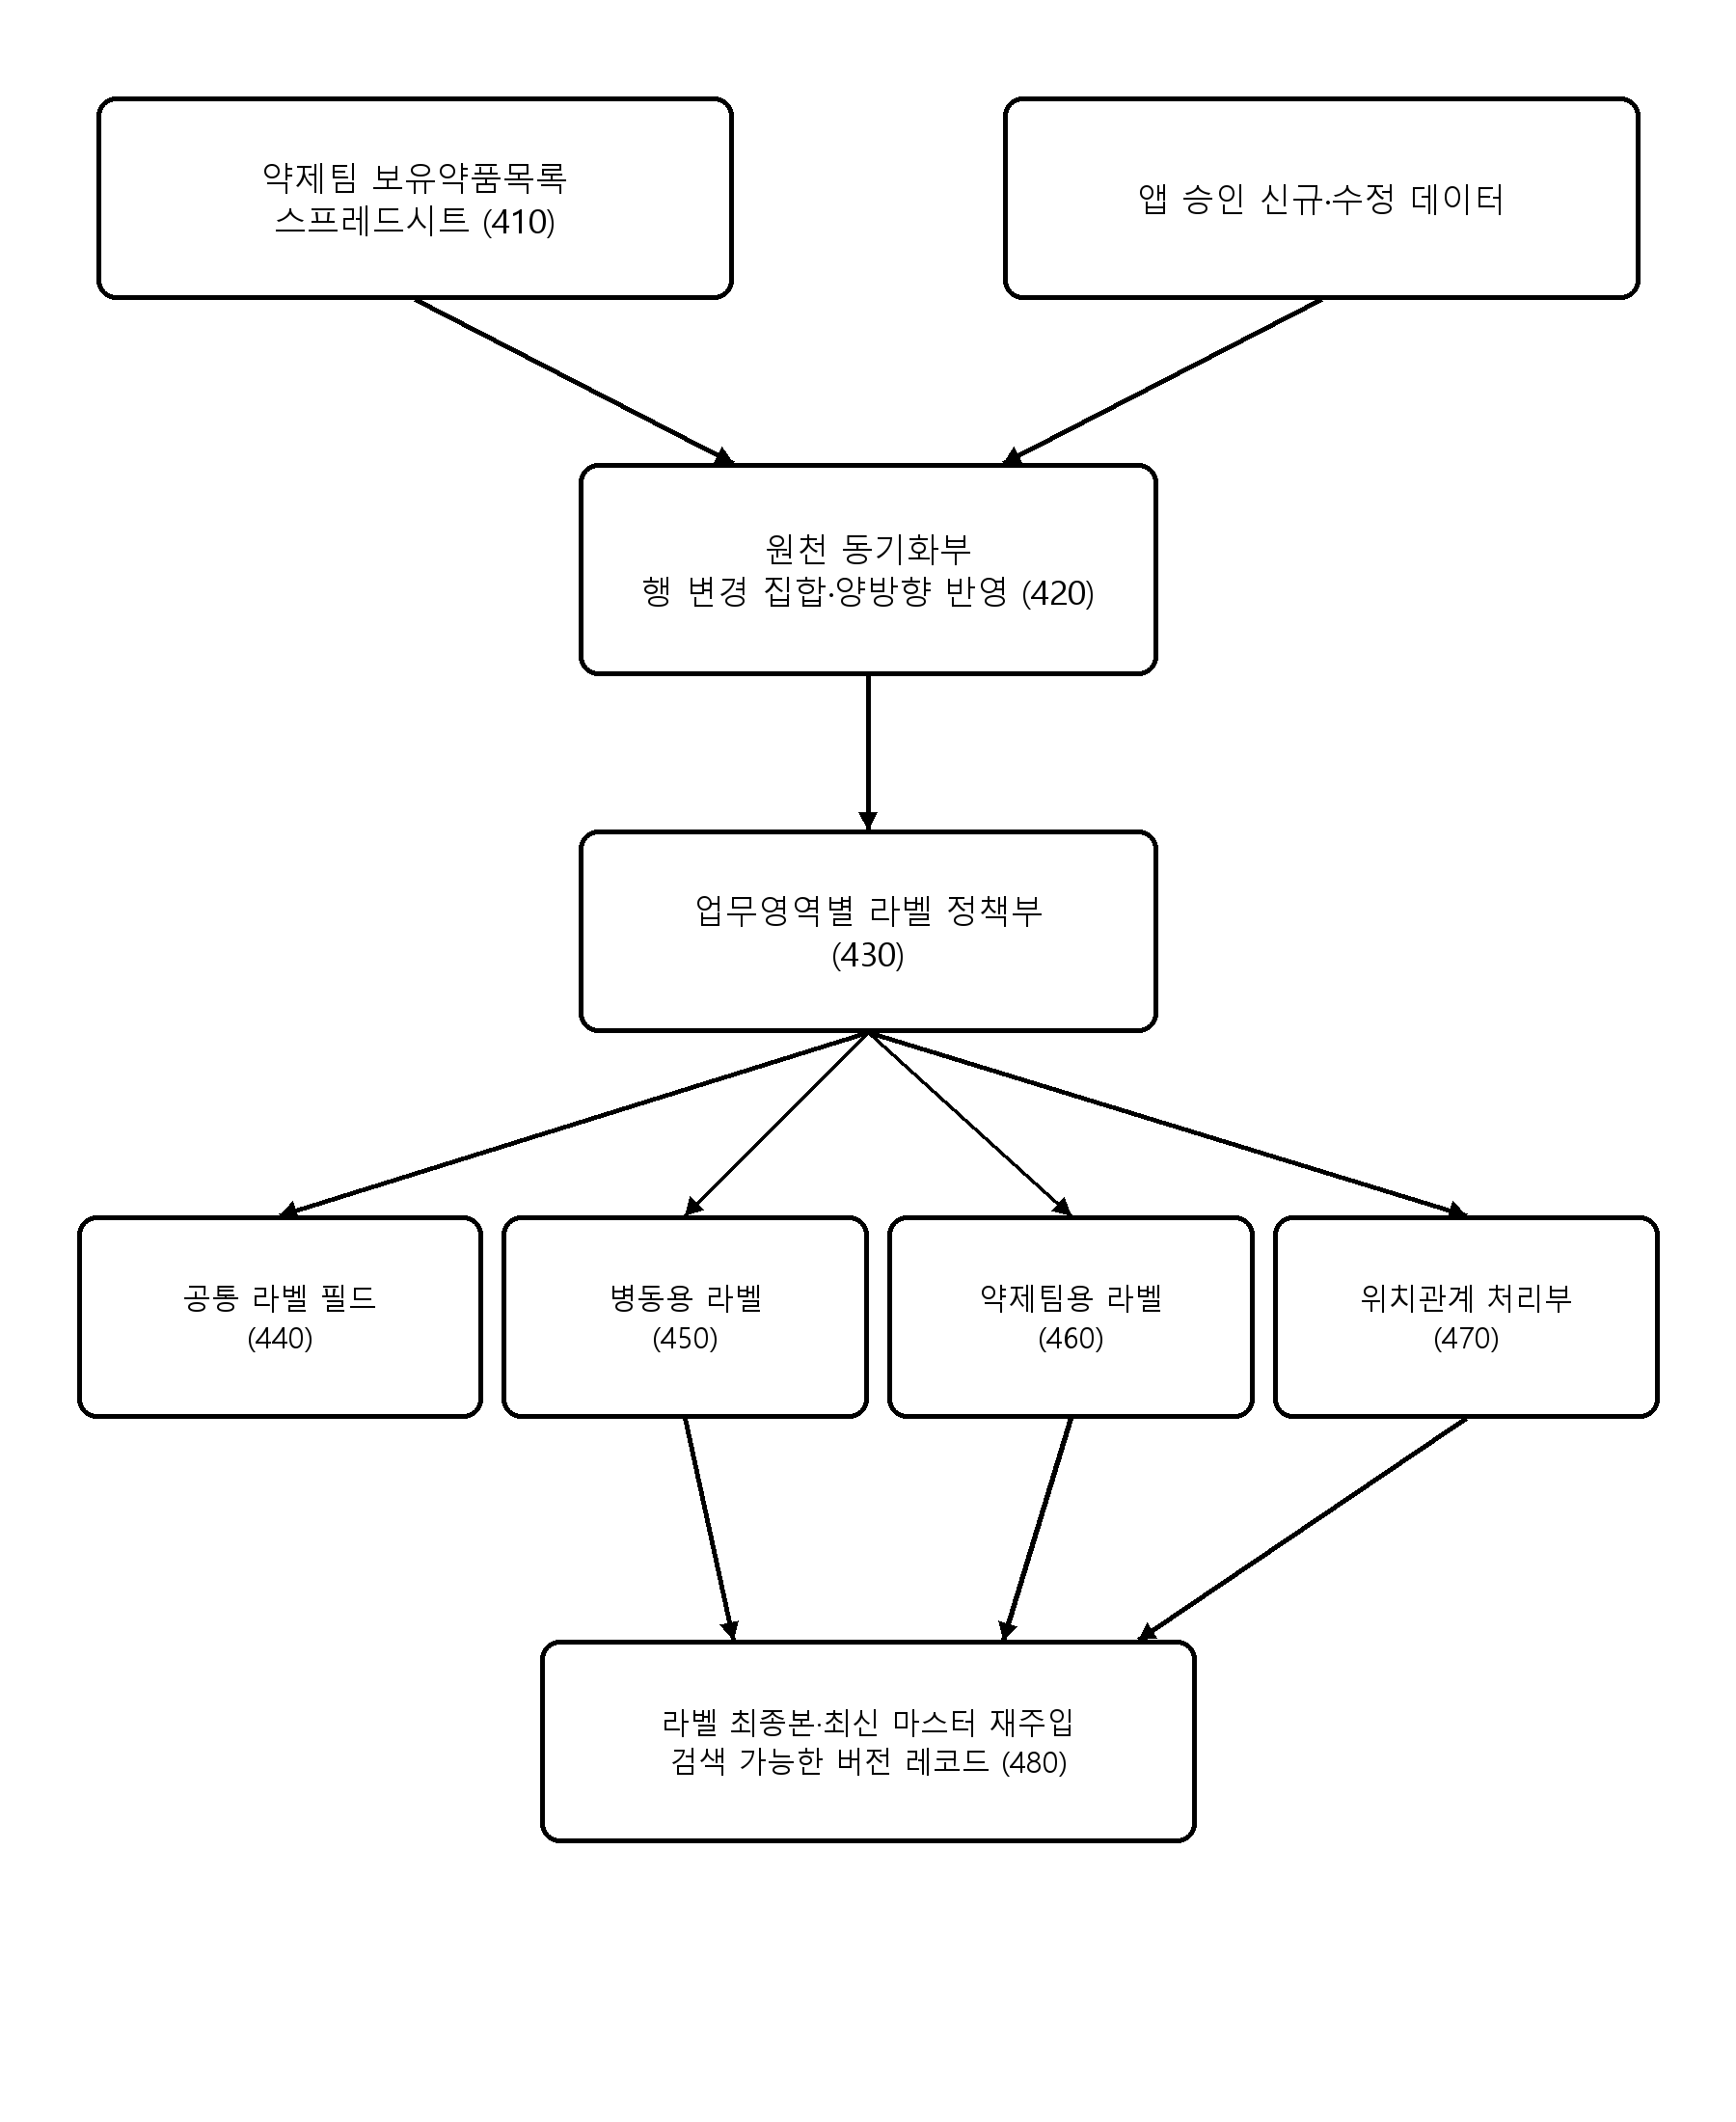 약제팀 보유약품목록
스프레드시트 (410)
앱 승인 신규·수정 데이터
원천 동기화부
행 변경 집합·양방향 반영 (420)
업무영역별 라벨 정책부
(430)
공통 라벨 필드
(440)
병동용 라벨
(450)
약제팀용 라벨
(460)
위치관계 처리부
(470)
라벨 최종본·최신 마스터 재주입
검색 가능한 버전 레코드 (480)